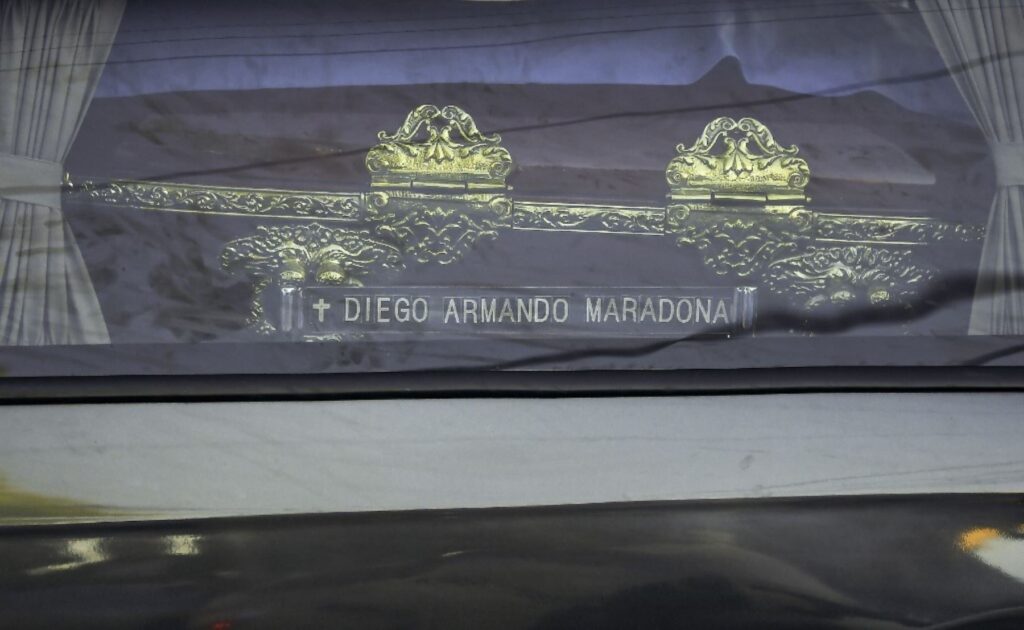 ✝ DIEGO ARMANDO MARADONA